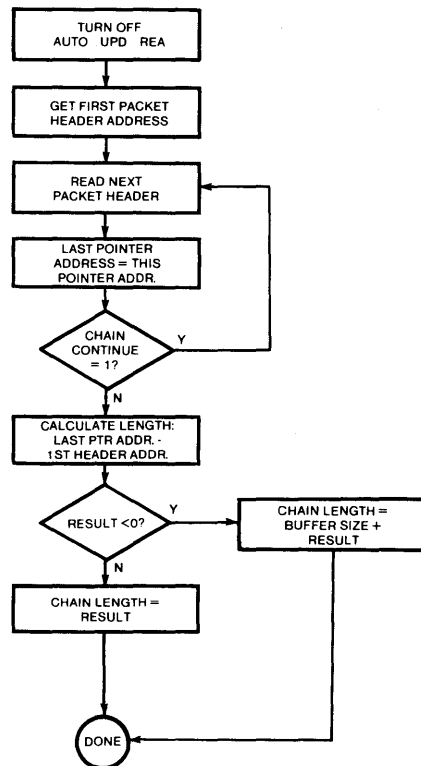 TURN OFF
AUTO UPD REA
GET FIRST PACKET
HEADER ADDRESS
READ NEXT
PACKET HEADER
LAST POINTER
ADDRESS = THIS
POINTER ADDR.
CHAIN
CONTINUE
= 1?
Y
N
CALCULATE LENGTH:
LAST PTR ADDR. -
1ST HEADER ADDR.
RESULT <0?
Y
N
CHAIN LENGTH =
BUFFER SIZE +
RESULT
CHAIN LENGTH =
RESULT
DONE